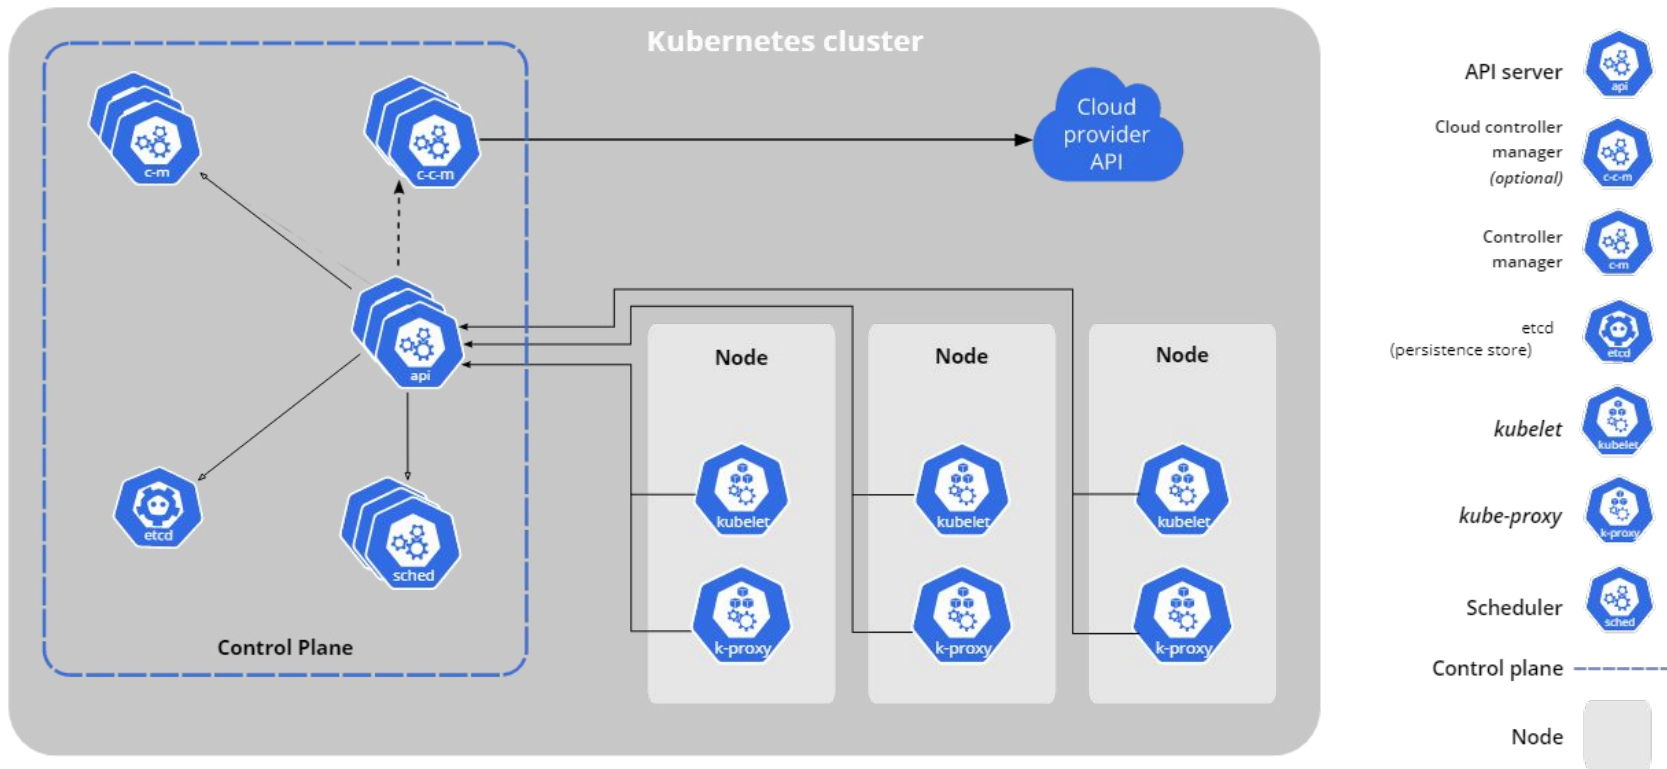 Kubernetes cluster
c-m
c-c-m
Cloud
provider
API
api
etcd
sched
Control Plane
Node
kubelet
k-proxy
Node
kubelet
k-proxy
Node
kubelet
k-proxy
API server
api
Cloud controller
manager
(optional)
c-c-m
Controller
manager
c-m
etcd
(persistence store)
etcd
kubelet
kubelet
kube-proxy
k-proxy
Scheduler
sched
Control plane
Node